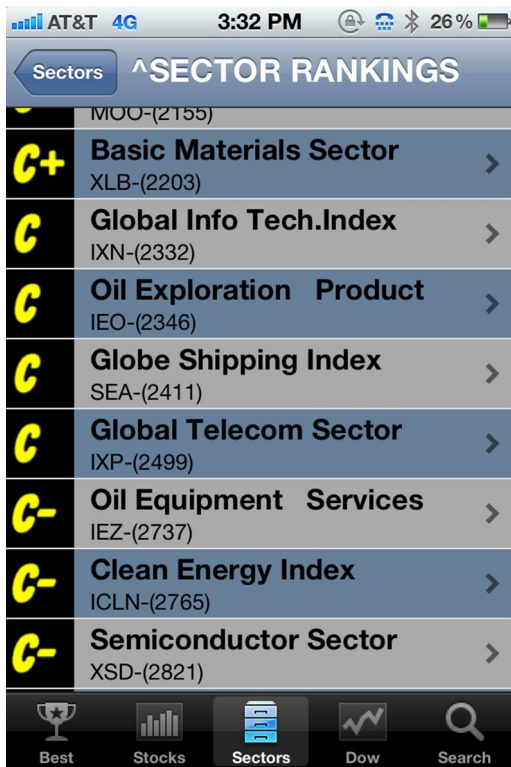 AT&T 4G 3:32 PM 26%
Sectors ^SECTOR RANKINGS
MOO-(2155)
C+ Basic Materials Sector
XLB-(2203)
C Global Info Tech.Index
IXN-(2332)
C Oil Exploration Product
IEO-(2346)
C Globe Shipping Index
SEA-(2411)
C Global Telecom Sector
IXP-(2499)
C- Oil Equipment Services
IEZ-(2737)
C- Clean Energy Index
ICLN-(2765)
C- Semiconductor Sector
XSD-(2821)
Best Stocks Sectors Dow Search